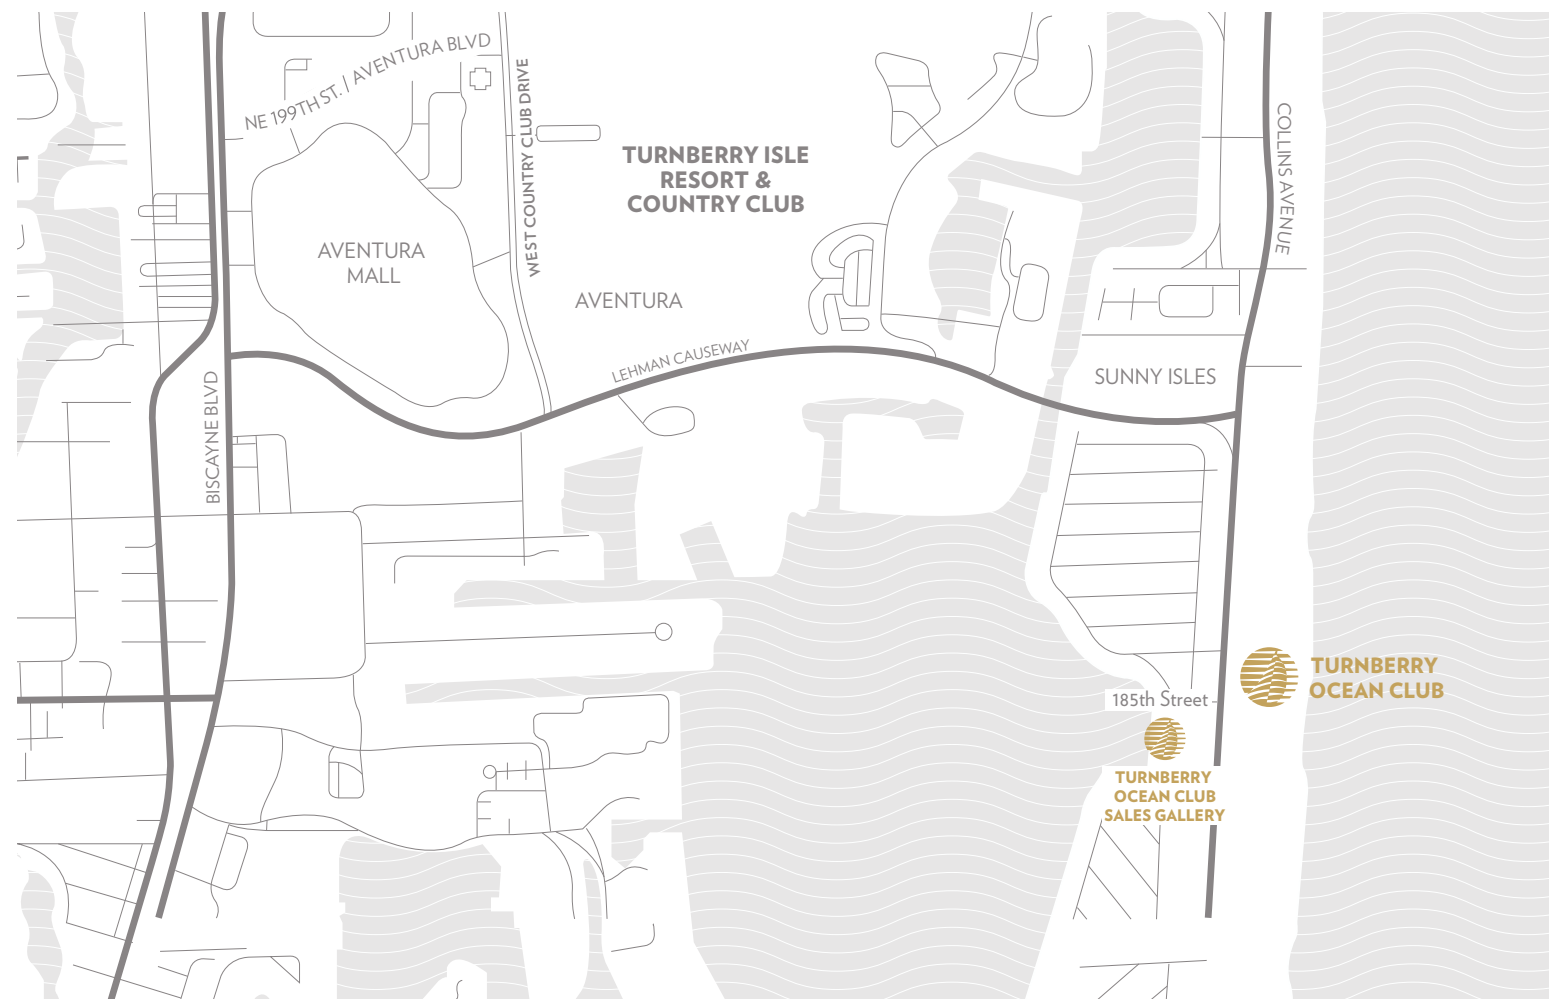 NE 199TH ST. | AVENTURA BLVD
WEST COUNTRY CLUB DRIVE
TURNBERRY ISLE
RESORT &
COUNTRY CLUB
COLLINS AVENUE
AVENTURA
MALL
AVENTURA
LEHMAN CAUSEWAY
SUNNY ISLES
BISCAYNE BLVD
TURNBERRY
OCEAN CLUB
185th Street
TURNBERRY
OCEAN CLUB
SALES GALLERY